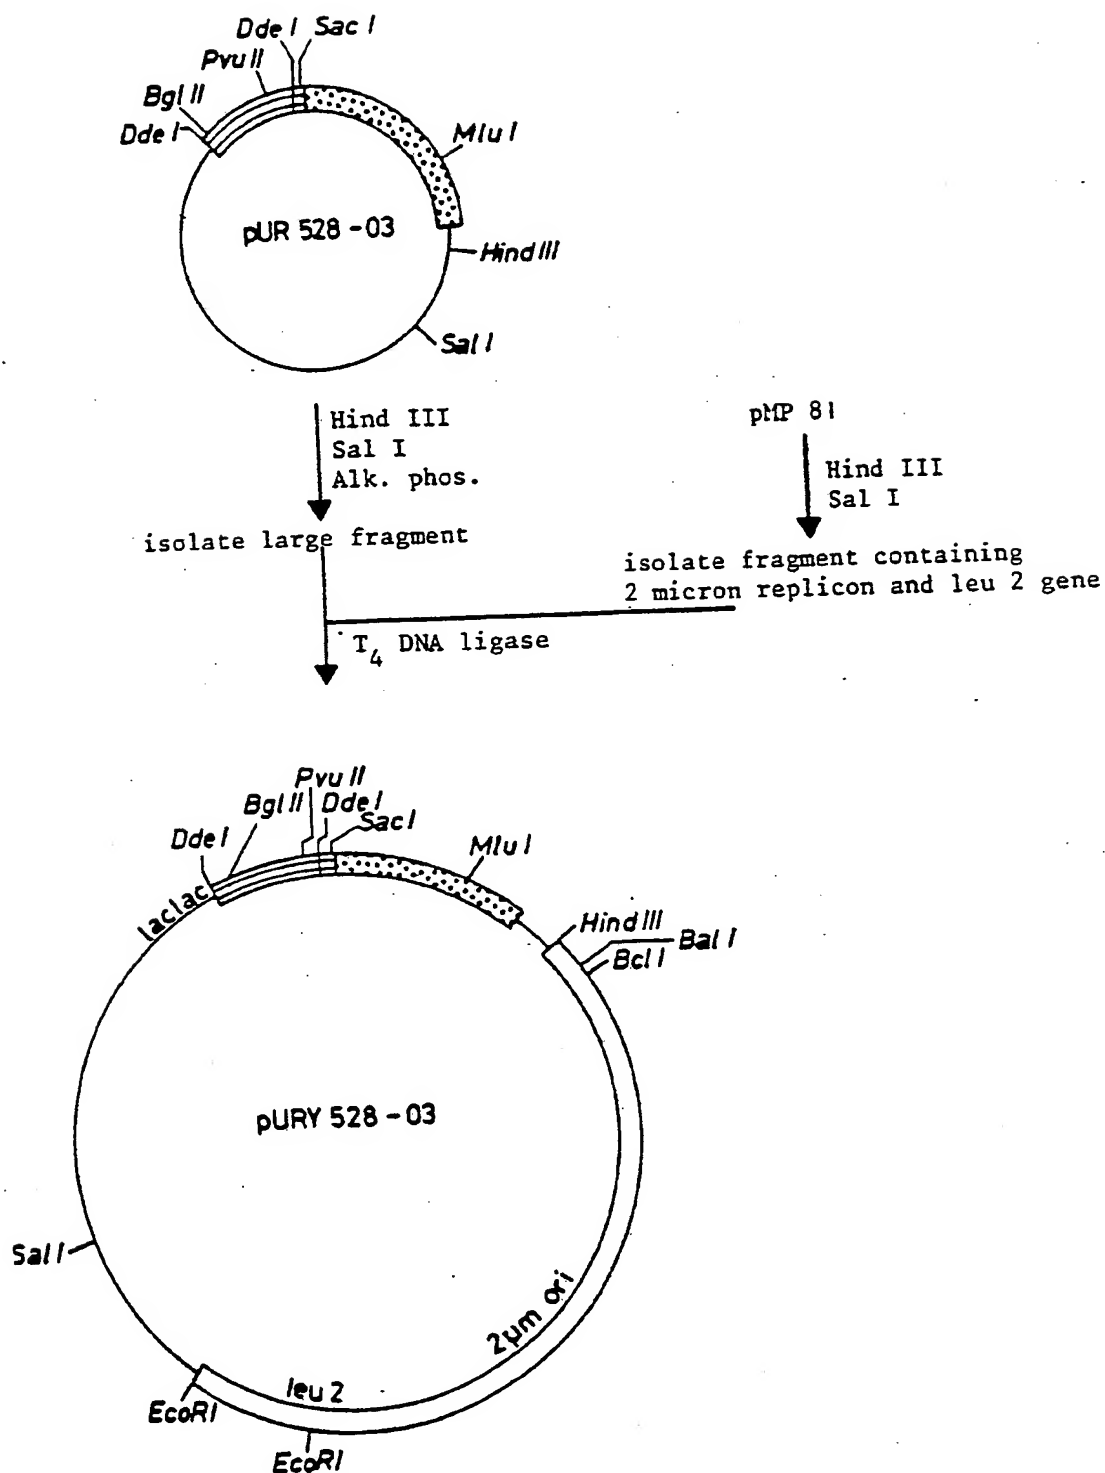 Dde I Sac I
Pvu II
Bgl II
Dde I
Mlu I
pUR 528-03
Hind III
Sal I
Hind III
Sal I
Alk. phos.
pMP 81
Hind III
Sal I
isolate large fragment
isolate fragment containing
2 micron replicon and leu 2 gene
T4 DNA ligase
Pvu II
Bgl II
Dde I
Dde I
Sac I
Mlu I
laclac
Hind III
Bal I
Bcl I
pURY 528-03
Sal I
2µm ori
leu 2
EcoRI
EcoRI